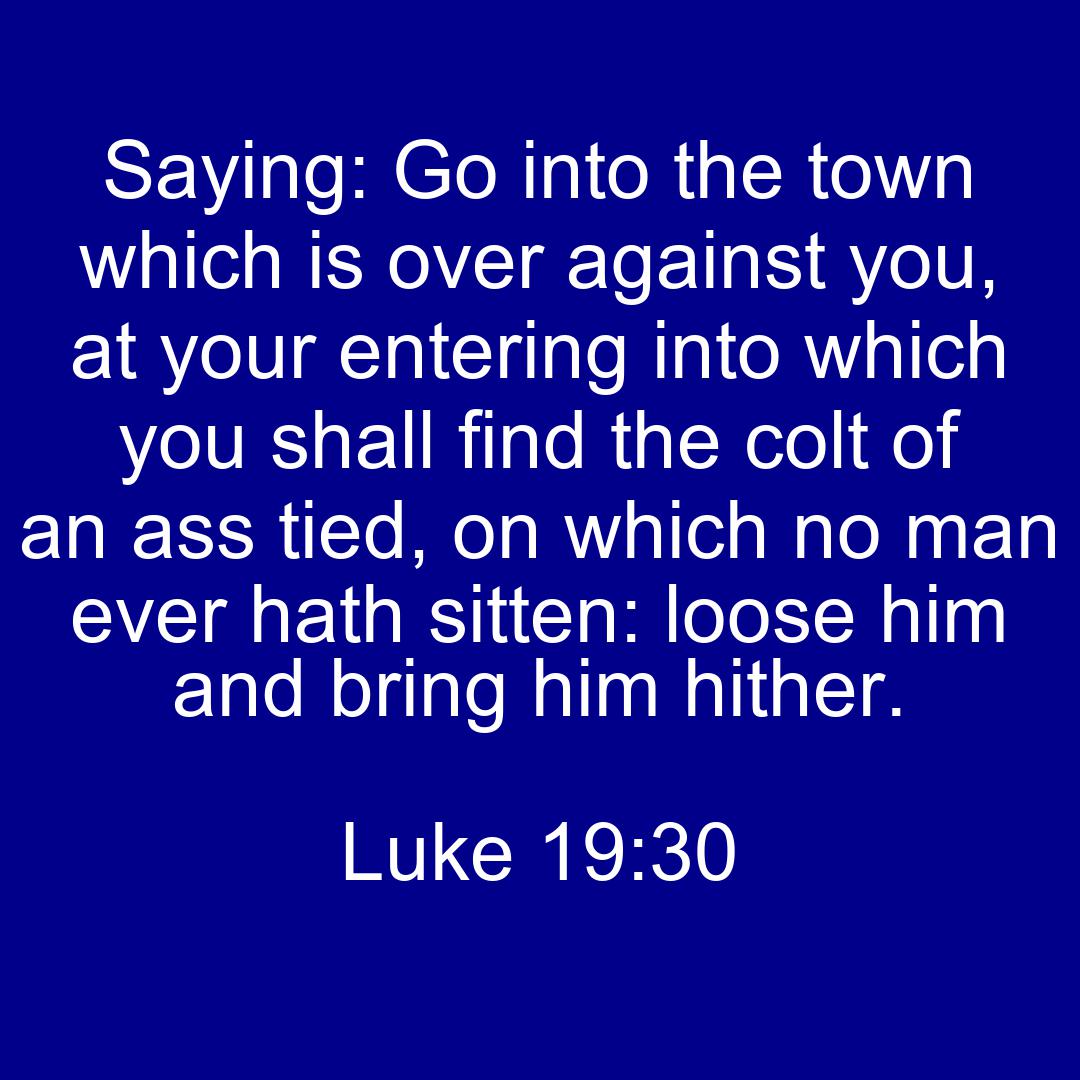 Saying: Go into the town
which is over against you,
at your entering into which
you shall find the colt of
an ass tied, on which no man
ever hath sitten: loose him
and bring him hither.
Luke 19:30